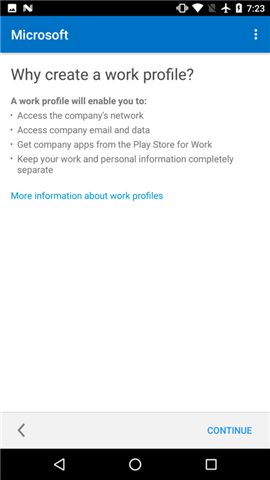 7:23
Microsoft
Why create a work profile?
A work profile will enable you to:
• Access the company's network
• Access company email and data
• Get company apps from the Play Store for Work
• Keep your work and personal information completely
separate
More information about work profiles
CONTINUE